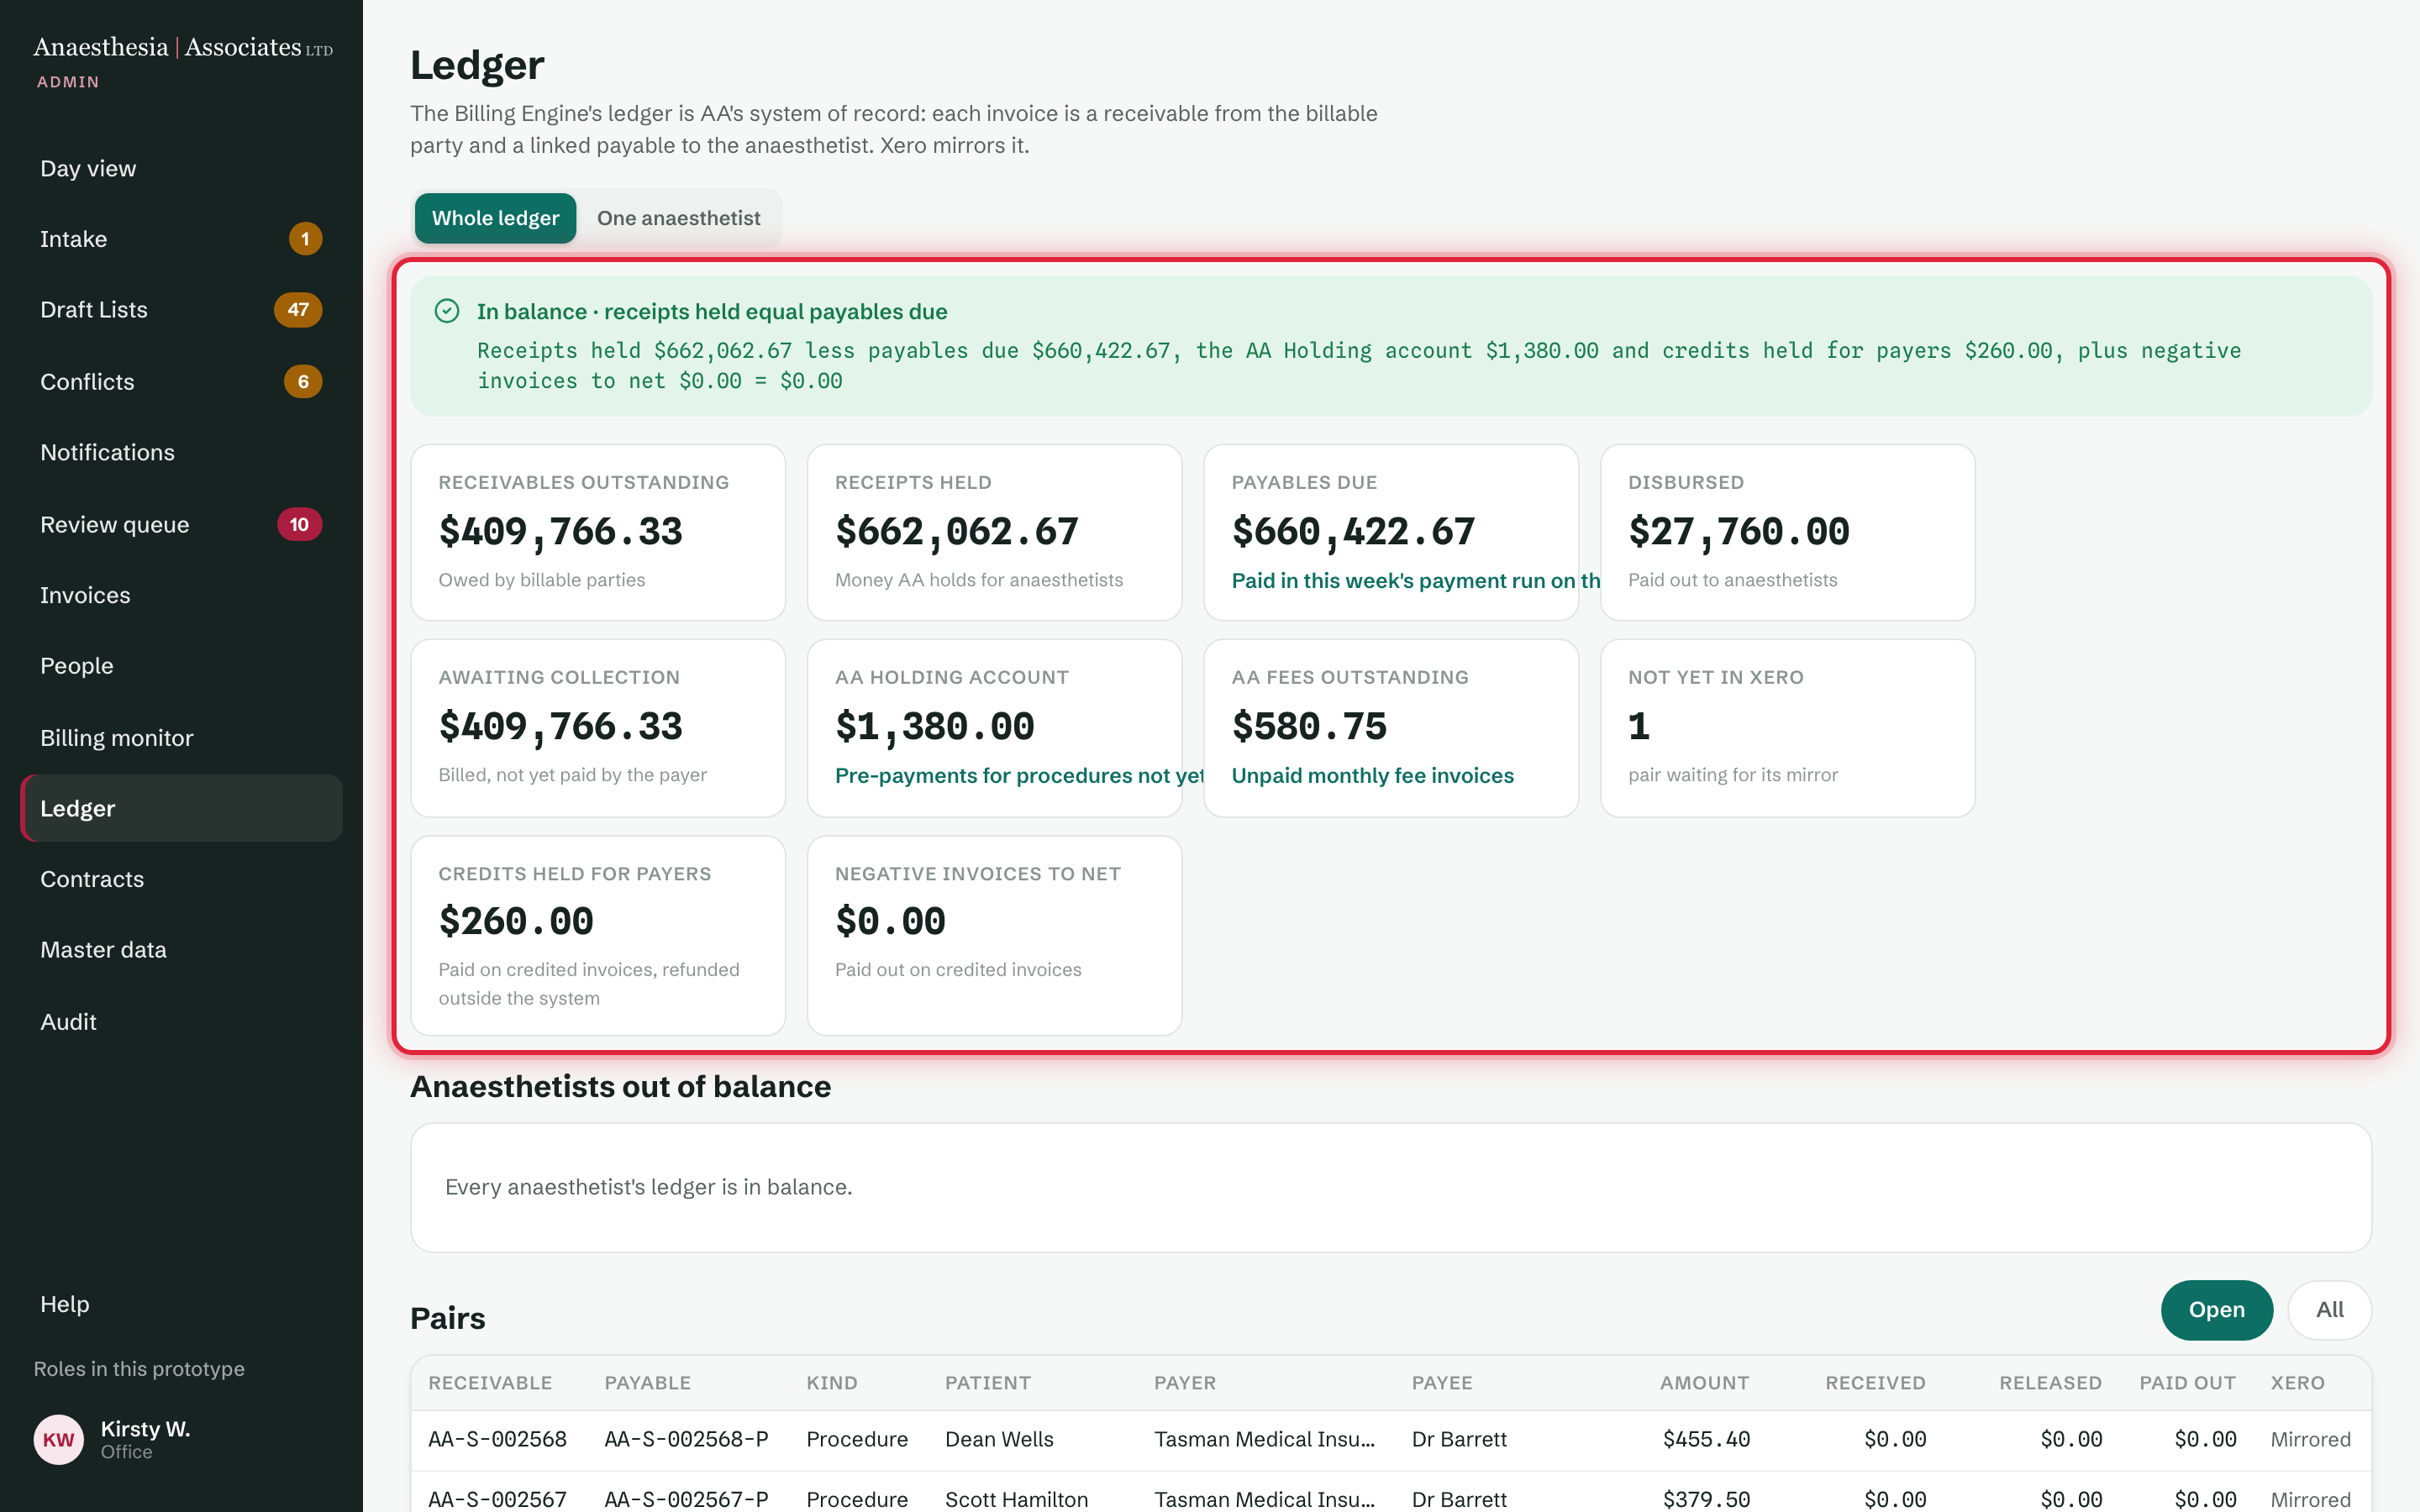 Anaesthesia | Associates LTD
ADMIN
Day view
Intake 1
Draft Lists 47
Conflicts 6
Notifications
Review queue 10
Invoices
People
Billing monitor
Ledger
Contracts
Master data
Audit
Help
Roles in this prototype
KW
Kirsty W.
Office
Ledger
The Billing Engine's ledger is AA's system of record: each invoice is a receivable from the billable
party and a linked payable to the anaesthetist. Xero mirrors it.
Whole ledger One anaesthetist
In balance · receipts held equal payables due
Receipts held $662,062.67 less payables due $660,422.67, the AA Holding account $1,380.00 and credits held for payers $260.00, plus negative
invoices to net $0.00 = $0.00
RECEIVABLES OUTSTANDING
$409,766.33
Owed by billable parties
RECEIPTS HELD
$662,062.67
Money AA holds for anaesthetists
PAYABLES DUE
$660,422.67
Paid in this week's payment run on th
DISBURSED
$27,760.00
Paid out to anaesthetists
AWAITING COLLECTION
$409,766.33
Billed, not yet paid by the payer
AA HOLDING ACCOUNT
$1,380.00
Pre-payments for procedures not yet
AA FEES OUTSTANDING
$580.75
Unpaid monthly fee invoices
NOT YET IN XERO
1
pair waiting for its mirror
CREDITS HELD FOR PAYERS
$260.00
Paid on credited invoices, refunded
outside the system
NEGATIVE INVOICES TO NET
$0.00
Paid out on credited invoices
Anaesthetists out of balance
Every anaesthetist's ledger is in balance.
Pairs
Open All
RECEIVABLE PAYABLE KIND PATIENT PAYER PAYEE AMOUNT RECEIVED RELEASED PAID OUT XERO
AA-S-002568 AA-S-002568-P Procedure Dean Wells Tasman Medical Insu... Dr Barrett $455.40 $0.00 $0.00 $0.00 Mirrored
AA-S-002567 AA-S-002567-P Procedure Scott Hamilton Tasman Medical Insu... Dr Barrett $379.50 $0.00 $0.00 $0.00 Mirrored